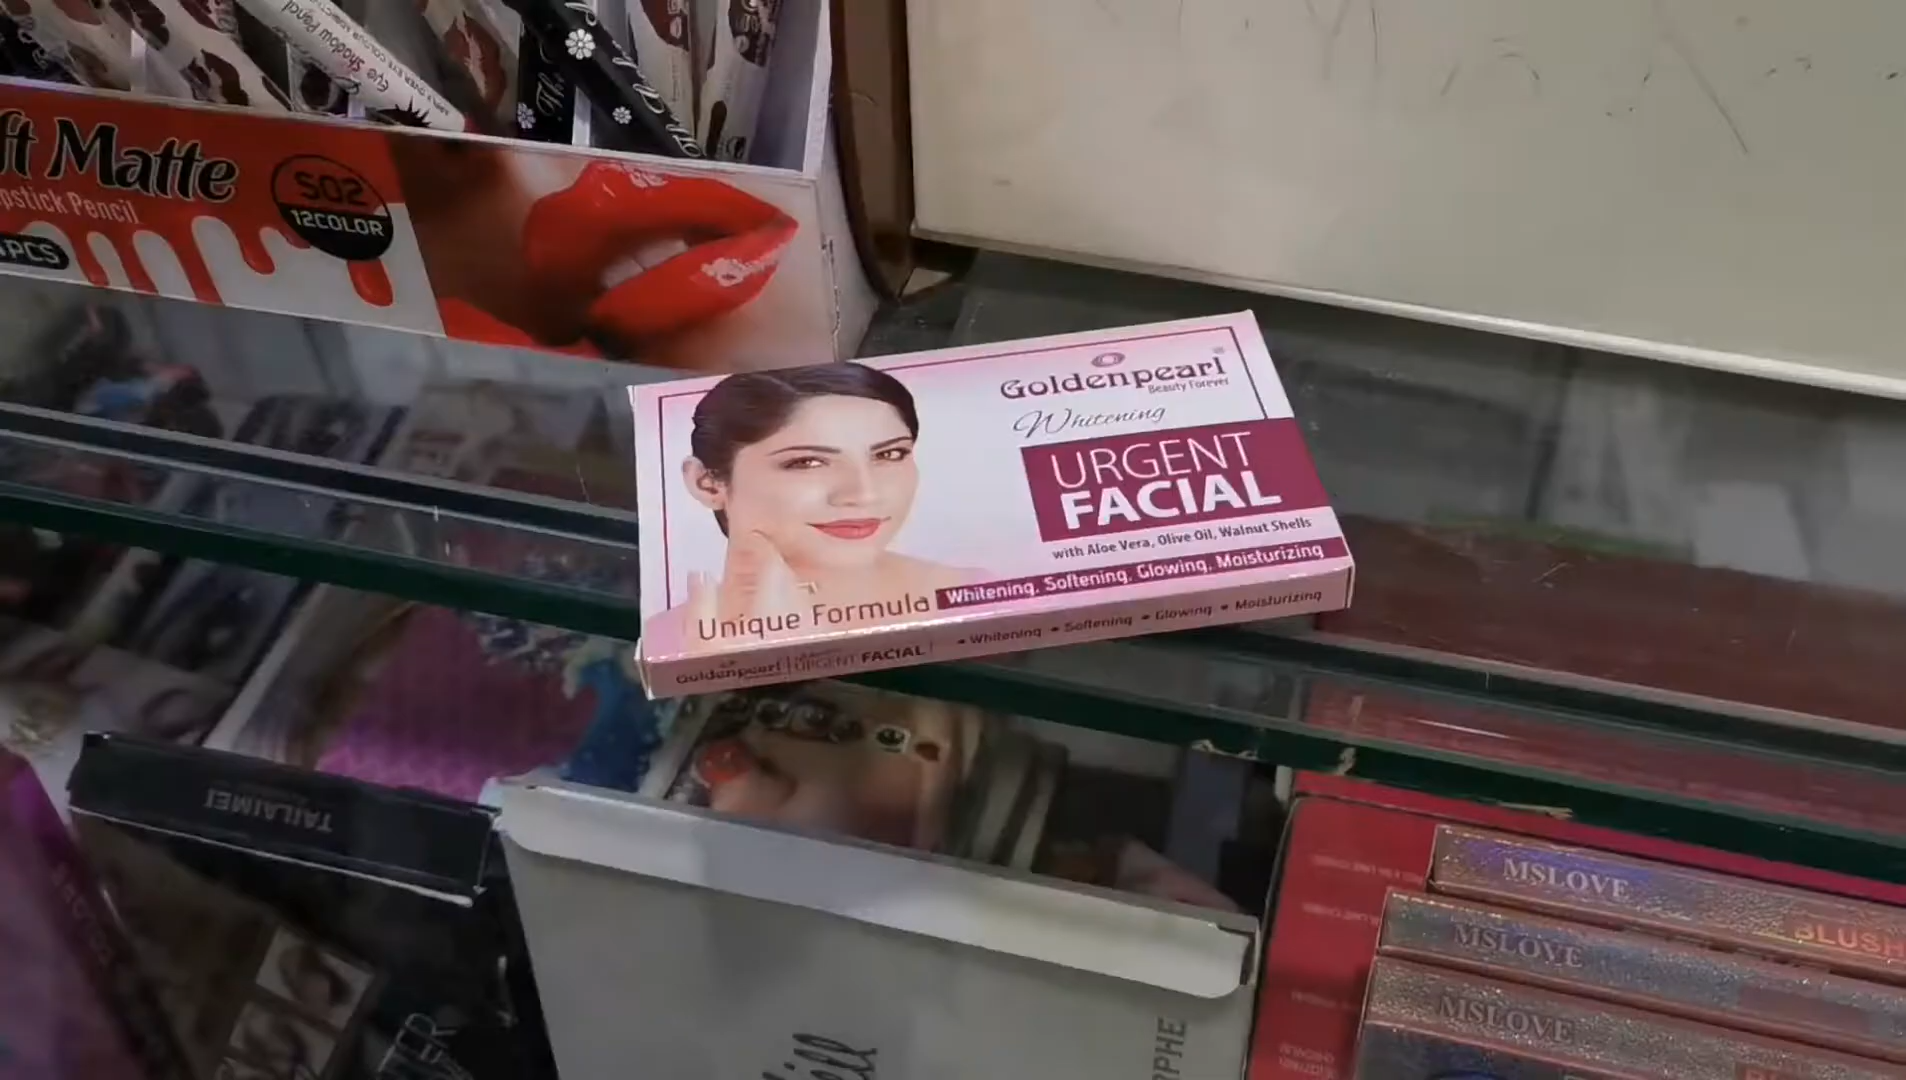 Eye Shadow Pencil
ft Matte
pstick Pencil
S02
12COLOR
PCS
Goldenpearl®
Beauty Forever
Whitening
URGENT
FACIAL
with Aloe Vera, Olive Oil, Walnut Shells
Unique Formula
Whitening, Softening, Glowing, Moisturizing
Goldenpearl
URGENT FACIAL
• Whitening • Softening • Glowing • Moisturizing
TAILAIMEI
MSLOVE
BLUSH
MSLOVE
MSLOVE
RPHE